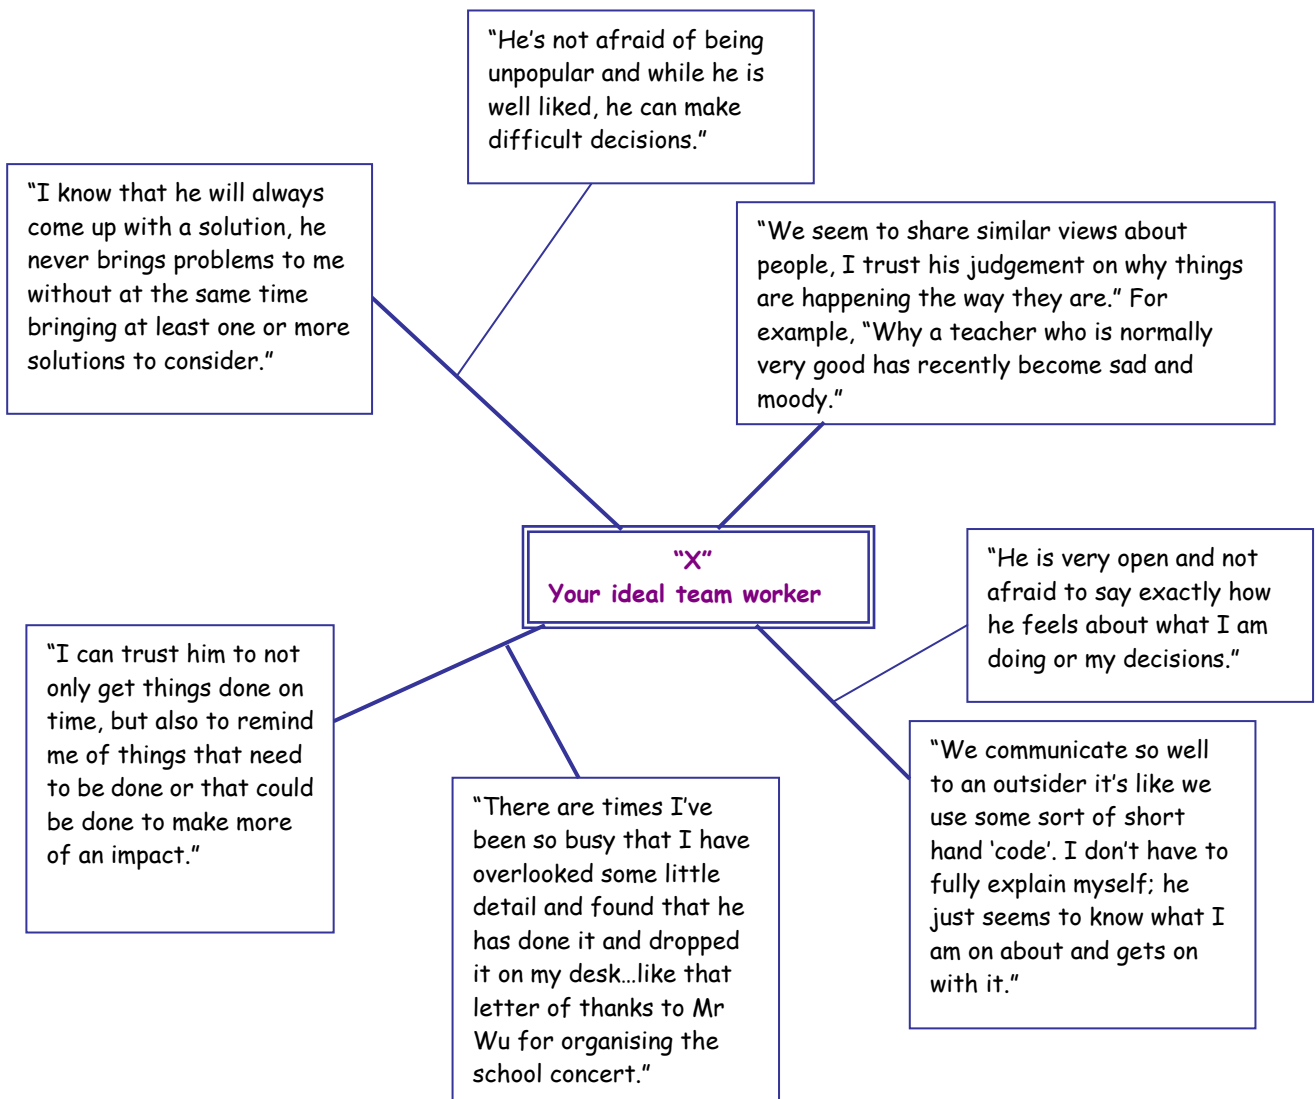 “He’s not afraid of being
unpopular and while he is
well liked, he can make
difficult decisions.”
“I know that he will always
come up with a solution, he
never brings problems to me
without at the same time
bringing at least one or more
solutions to consider.”
“We seem to share similar views about
people, I trust his judgement on why things
are happening the way they are.” For
example, “Why a teacher who is normally
very good has recently become sad and
moody.”
“X”
Your ideal team worker
“He is very open and not
afraid to say exactly how
he feels about what I am
doing or my decisions.”
“I can trust him to not
only get things done on
time, but also to remind
me of things that need
to be done or that could
be done to make more
of an impact.”
“There are times I’ve
been so busy that I have
overlooked some little
detail and found that he
has done it and dropped
it on my desk…like that
letter of thanks to Mr
Wu for organising the
school concert.”
“We communicate so well
to an outsider it’s like we
use some sort of short
hand ‘code’. I don’t have to
fully explain myself; he
just seems to know what I
am on about and gets on
with it.”